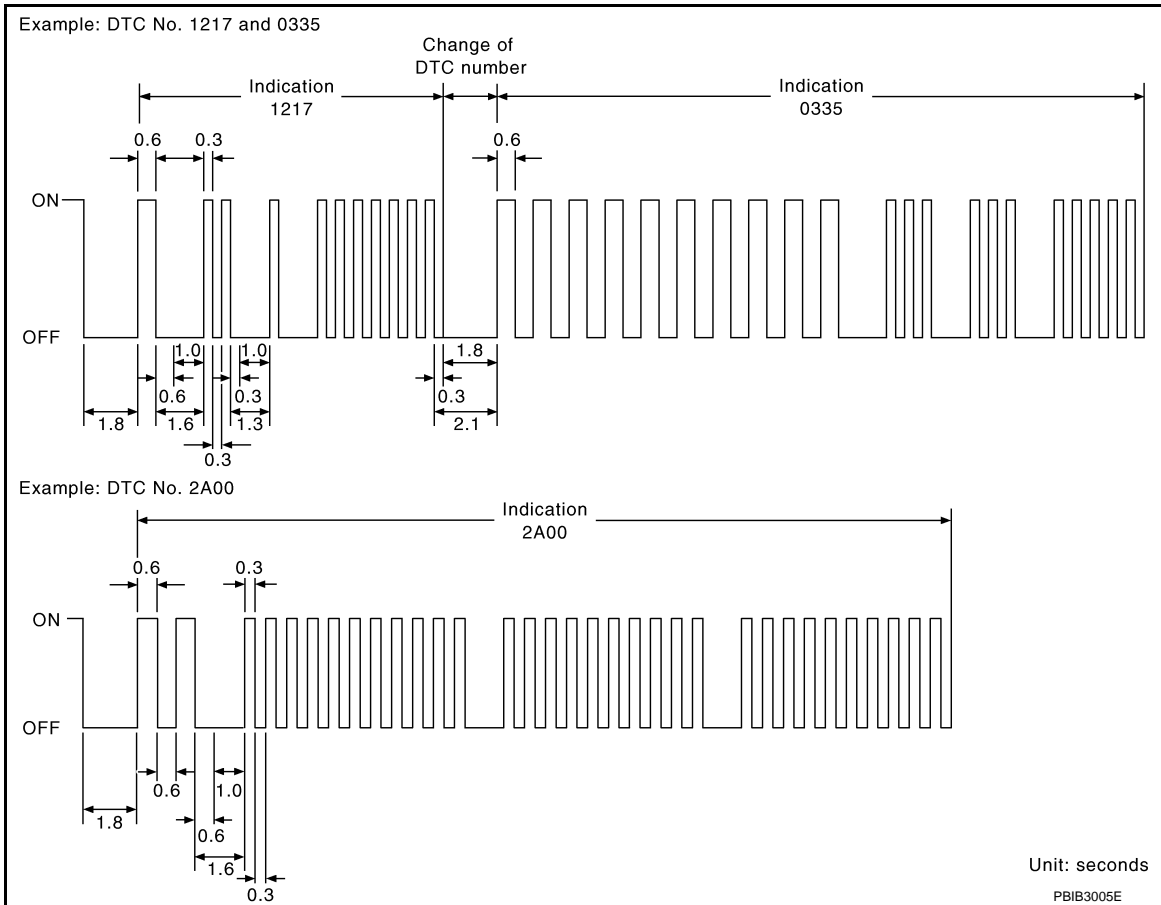 Example: DTC No. 1217 and 0335
Change of
DTC number
Indication
1217
Indication
0335
0.6
0.3
0.6
ON
OFF
1.0
1.0
1.8
0.6
0.3
0.3
1.8
1.6
1.3
2.1
0.3
Example: DTC No. 2A00
Indication
2A00
0.6
0.3
ON
OFF
0.6
1.0
1.8
0.6
1.6
0.3
Unit: seconds
PBIB3005E